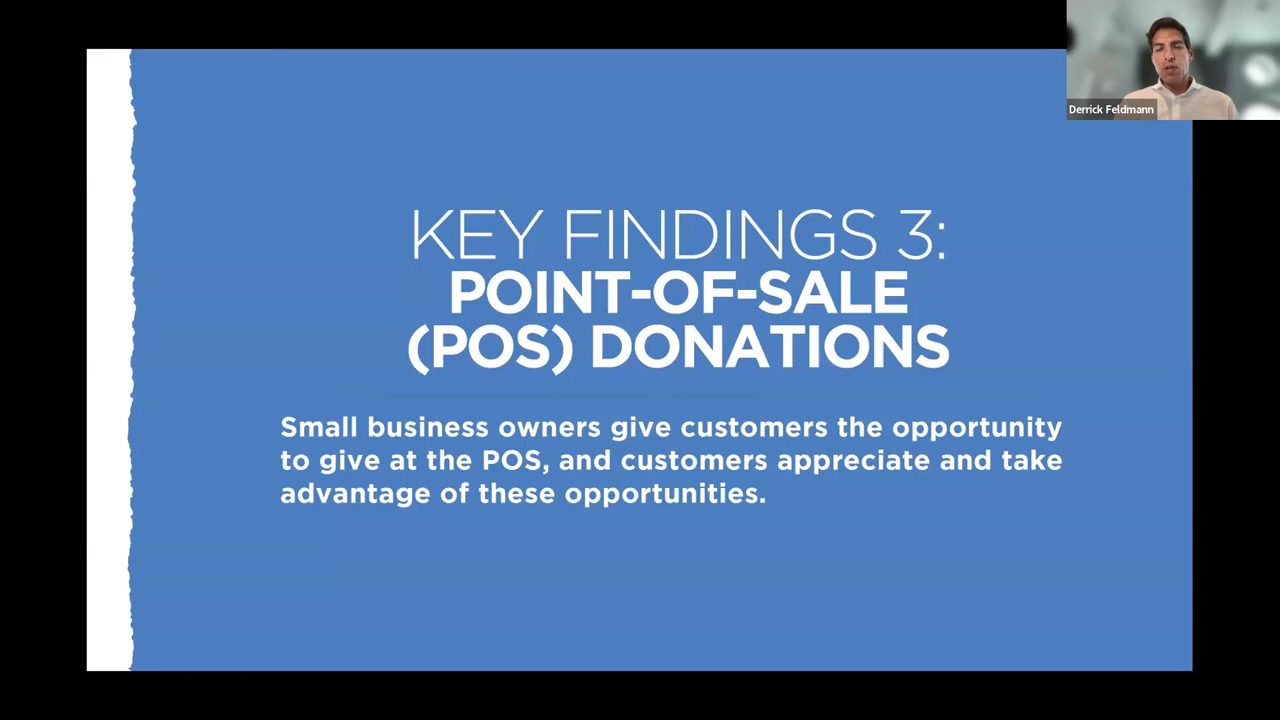 Derrick Feldmann
KEY FINDINGS 3:
POINT-OF-SALE
(POS) DONATIONS
Small business owners give customers the opportunity
to give at the POS, and customers appreciate and take
advantage of these opportunities.